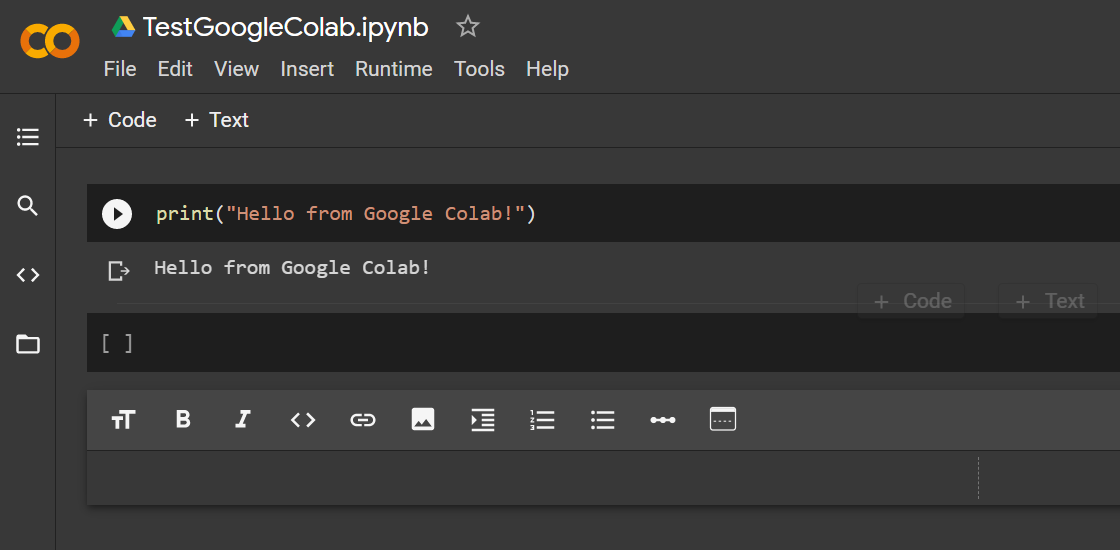 TestGoogleColab.ipynb
File Edit View Insert Runtime Tools Help
+ Code + Text
print("Hello from Google Colab!")
Hello from Google Colab!
+ Code + Text
[ ]